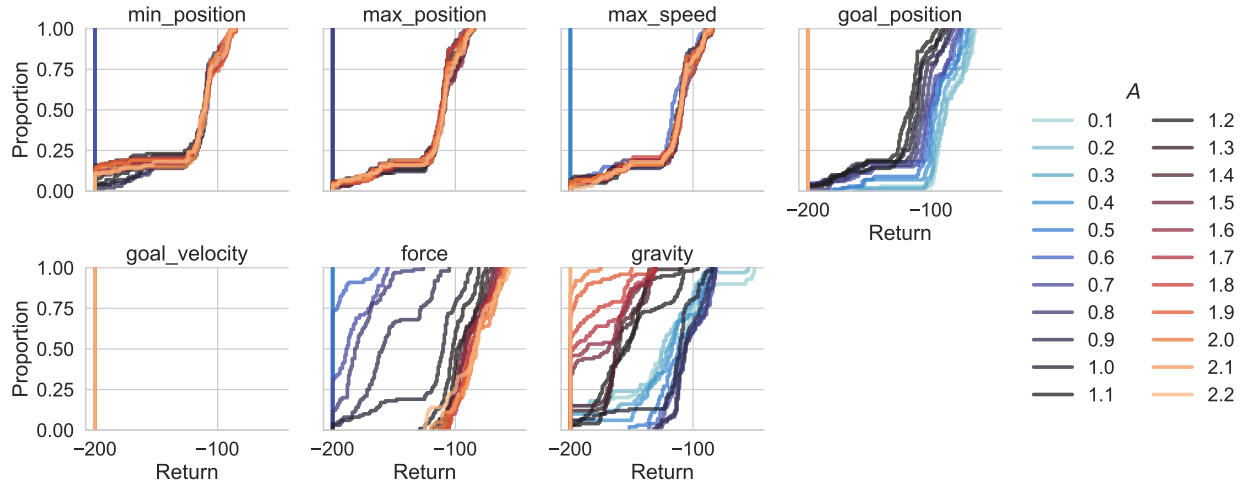 min_position
max_position
max_speed
goal_position
Proportion
1.00
0.75
0.50
0.25
0.00
−200
−100
Return
goal_velocity
force
gravity
Proportion
1.00
0.75
0.50
0.25
0.00
−200
−100
Return
−200
−100
Return
−200
−100
Return
A
0.1
0.2
0.3
0.4
0.5
0.6
0.7
0.8
0.9
1.0
1.1
1.2
1.3
1.4
1.5
1.6
1.7
1.8
1.9
2.0
2.1
2.2